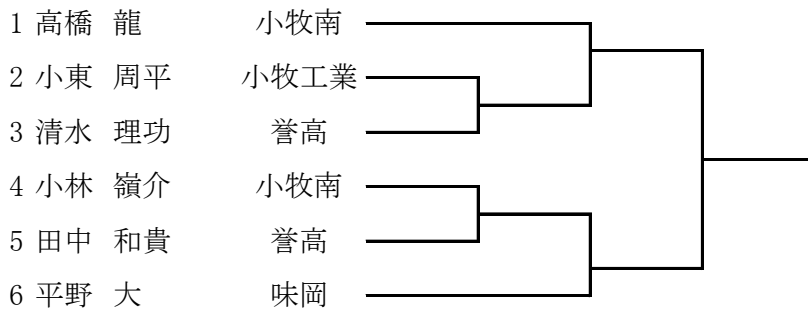 1 高橋 龍 小牧南
2 小東 周平 小牧工業
3 清水 理功 誉高
4 小林 嶺介 小牧南
5 田中 和貴 誉高
6 平野 大 味岡